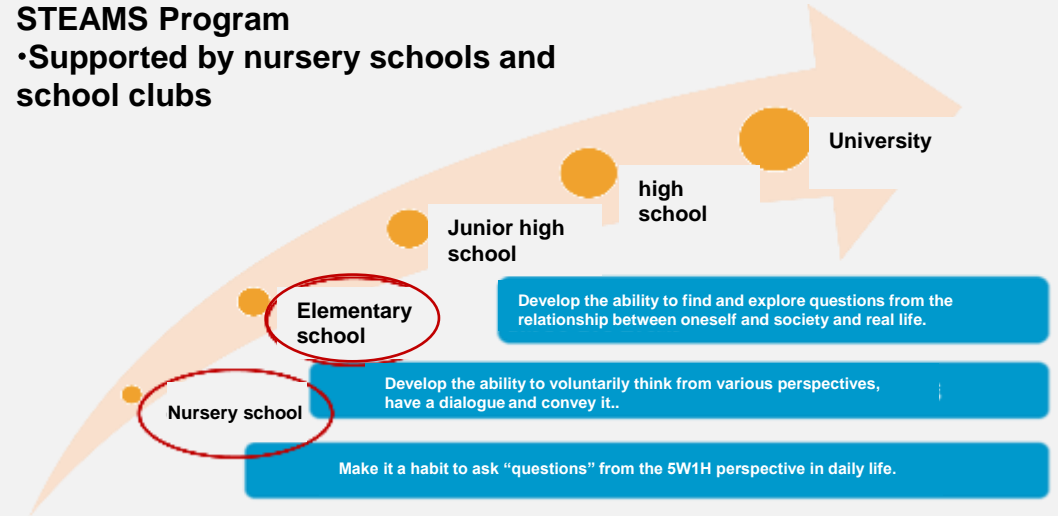 STEAMS Program
・Supported by nursery schools and
school clubs
University
high
school
Junior high
school
Elementary
school
Nursery school
Develop the ability to find and explore questions from the
relationship between oneself and society and real life.
Develop the ability to voluntarily think from various perspectives,
have a dialogue and convey it..
Make it a habit to ask “questions” from the 5W1H perspective in daily life.